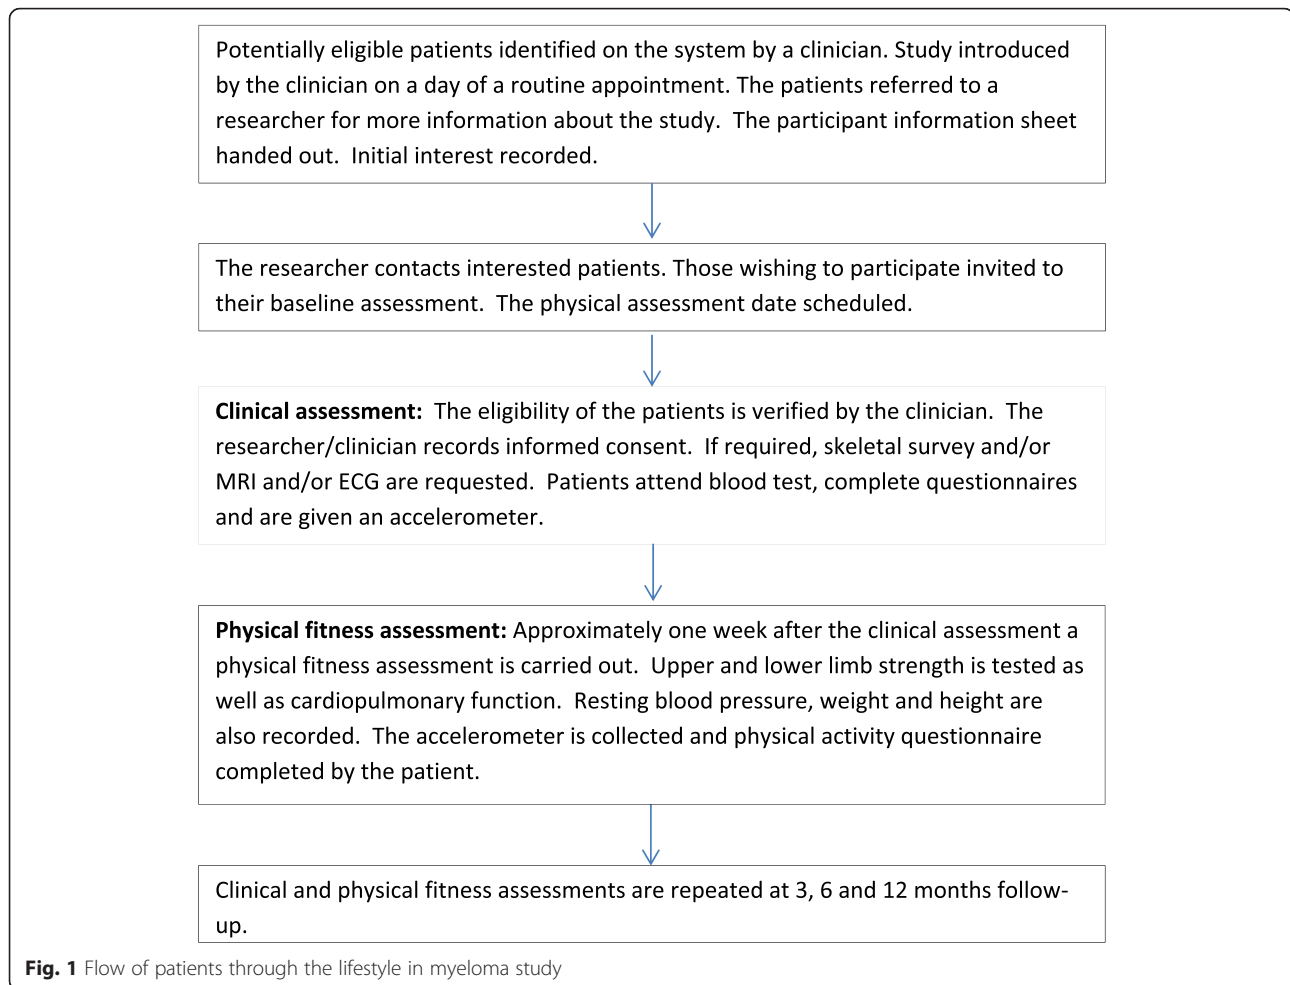 Potentially eligible patients identified on the system by a clinician. Study introduced
by the clinician on a day of a routine appointment. The patients referred to a
researcher for more information about the study. The participant information sheet
handed out. Initial interest recorded.
The researcher contacts interested patients. Those wishing to participate invited to
their baseline assessment. The physical assessment date scheduled.
Clinical assessment: The eligibility of the patients is verified by the clinician. The
researcher/clinician records informed consent. If required, skeletal survey and/or
MRI and/or ECG are requested. Patients attend blood test, complete questionnaires
and are given an accelerometer.
Physical fitness assessment: Approximately one week after the clinical assessment a
physical fitness assessment is carried out. Upper and lower limb strength is tested as
well as cardiopulmonary function. Resting blood pressure, weight and height are
also recorded. The accelerometer is collected and physical activity questionnaire
completed by the patient.
Clinical and physical fitness assessments are repeated at 3, 6 and 12 months follow-
up.
Fig. 1 Flow of patients through the lifestyle in myeloma study